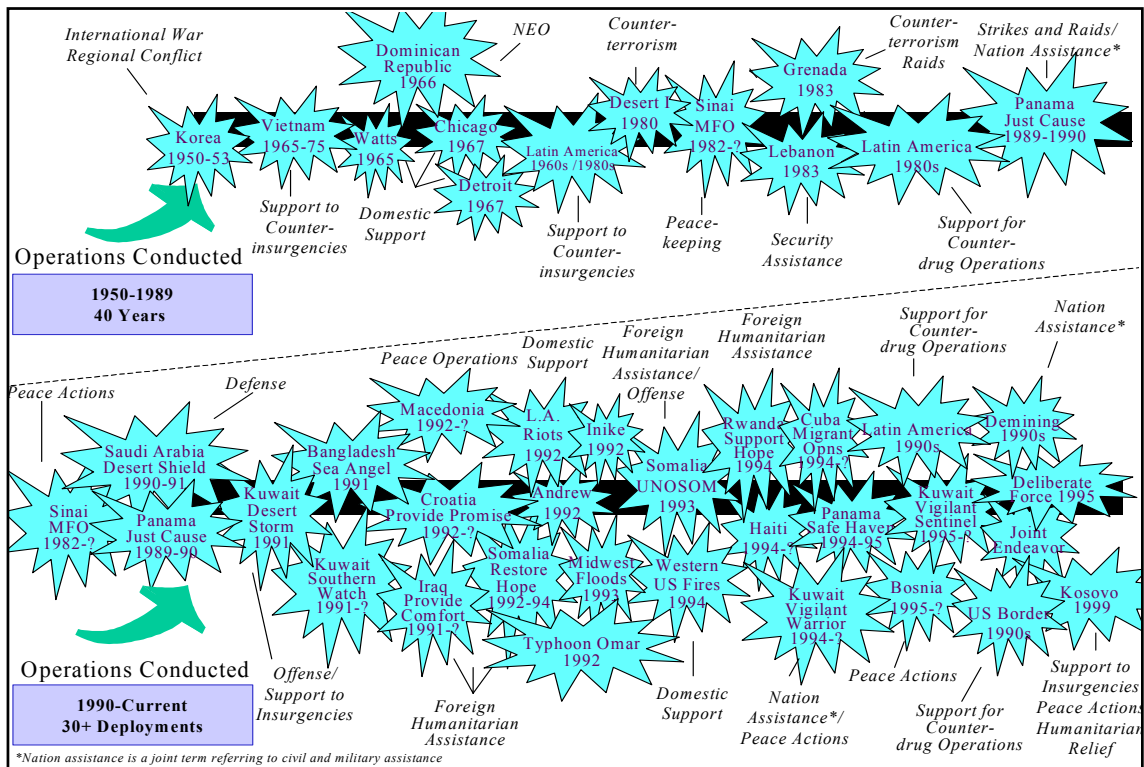 International War
Regional Conflict
Dominican
Republic
1966
NEO
Counter-
terrorism
Counter-
terrorism
Raids
Strikes and Raids/
Nation Assistance*
Korea
1950-53
Vietnam
1965-75
Watts
1965
Chicago
1967
Detroit
1967
Latin America
1960s /1980s
Desert I
1980
Sinai
MFO
1982-?
Grenada
1983
Lebanon
1983
Latin America
1980s
Panama
Just Cause
1989-1990
Support to
Counter-
insurgencies
Domestic
Support
Support to
Counter-
insurgencies
Peace-
keeping
Security
Assistance
Support for
Counter-
drug Operations
Operations Conducted
1950-1989
40 Years
Peace Actions
Defense
Peace Operations
Domestic
Support
Foreign
Humanitarian
Assistance/
Offense
Foreign
Humanitarian
Assistance
Support for
Counter-
drug Operations
Nation
Assistance*
Sinai
MFO
1982-?
Saudi Arabia
Desert Shield
1990-91
Panama
Just Cause
1989-90
Kuwait
Desert
Storm
1991
Bangladesh
Sea Angel
1991
Kuwait
Southern
Watch
1991-?
Macedonia
1992-?
Croatia
Provide Promise
1992-?
Iraq
Provide
Comfort
1991-?
Somalia
Restore
Hope
1992-94
L.A.
Riots
1992
Inike
1992
Andrew
1992
Midwest
Floods
1993
Typhoon Omar
1992
Somalia
UNOSOM
1993
Western
US Fires
1994
Rwanda
Support
Hope
1994
Cuba
Migrant
Opns
1994-?
Haiti
1994-?
Panama
Safe Haven
1994-95
Kuwait
Vigilant
Warrior
1994-?
Latin America
1990s
Kuwait
Vigilant
Sentinel
1995-?
Bosnia
1995-?
Demining
1990s
Deliberate
Force 1995
Joint
Endeavor
US Border
1990s
Kosovo
1999
Operations Conducted
1990-Current
30+ Deployments
Offense/
Support to
Insurgencies
Foreign
Humanitarian
Assistance
Domestic
Support
Nation
Assistance*/
Peace Actions
Peace Actions
Support for
Counter-
drug Operations
Support to
Insurgencies
Peace Actions
Humanitarian
Relief
*Nation assistance is a joint term referring to civil and military assistance